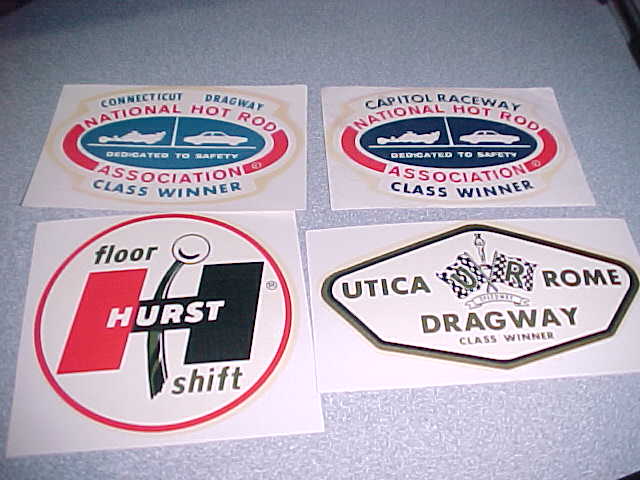 CONNECTICUT DRAGWAY
NATIONAL HOT ROD
DEDICATED TO SAFETY
ASSOCIATION ©
CLASS WINNER
CAPITOL RACEWAY
NATIONAL HOT ROD
DEDICATED TO SAFETY
ASSOCIATION ©
CLASS WINNER
floor
H ®
HURST
shift
U R
UTICA ROME
SPEEDWAY
DRAGWAY
CLASS WINNER